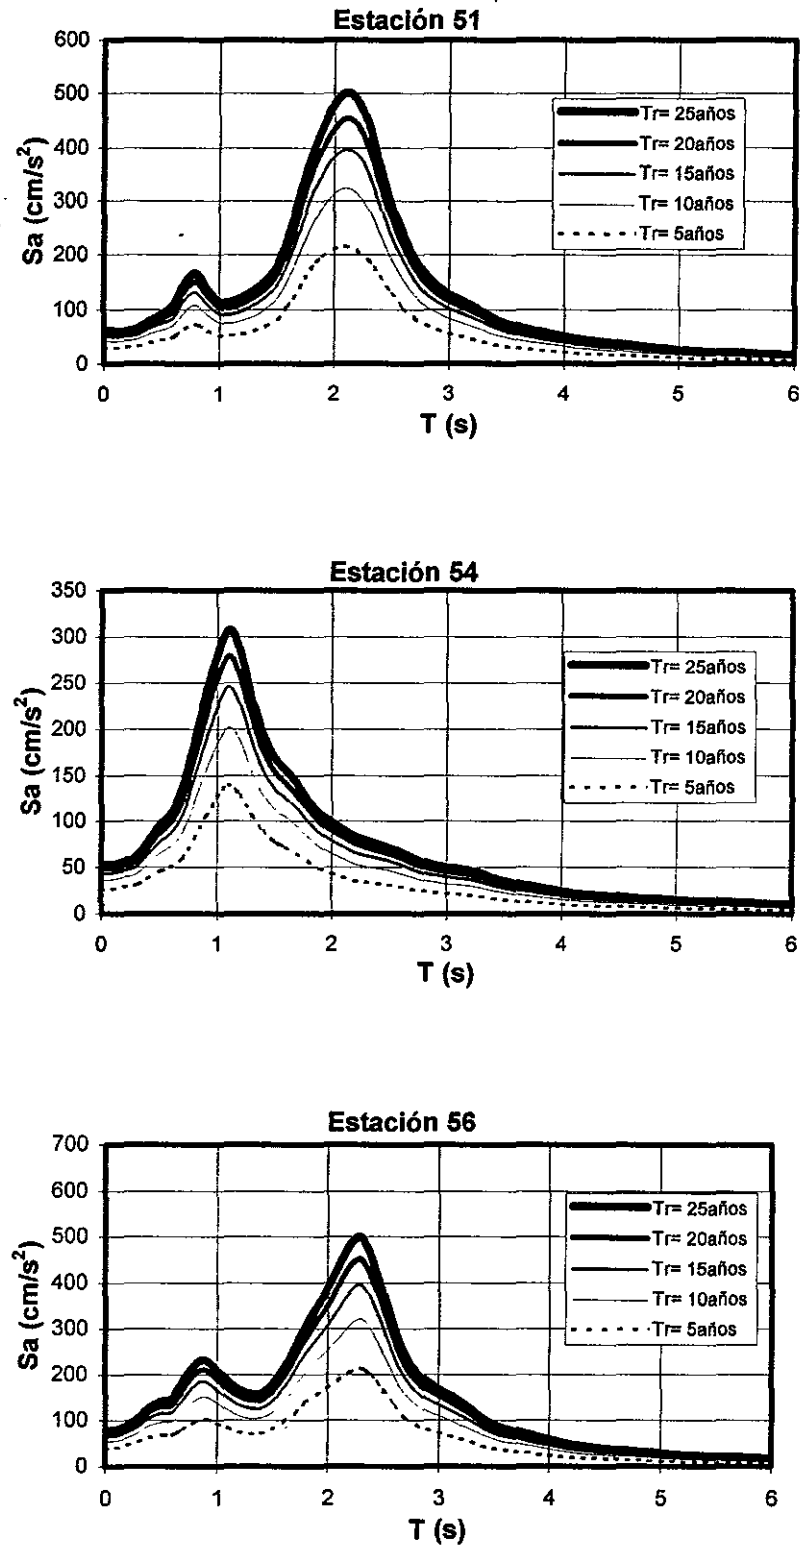 Estación 51
600
500
400
300
200
100
0
Sa (cm/s²)
Tr= 25años
Tr= 20años
Tr= 15años
Tr= 10años
Tr= 5años
0 1 2 3 4 5 6
T (s)
Estación 54
350
300
250
200
150
100
50
0
Sa (cm/s²)
Tr= 25años
Tr= 20años
Tr= 15años
Tr= 10años
Tr= 5años
0 1 2 3 4 5 6
T (s)
Estación 56
700
600
500
400
300
200
100
0
Sa (cm/s²)
Tr= 25años
Tr= 20años
Tr= 15años
Tr= 10años
Tr= 5años
0 1 2 3 4 5 6
T (s)